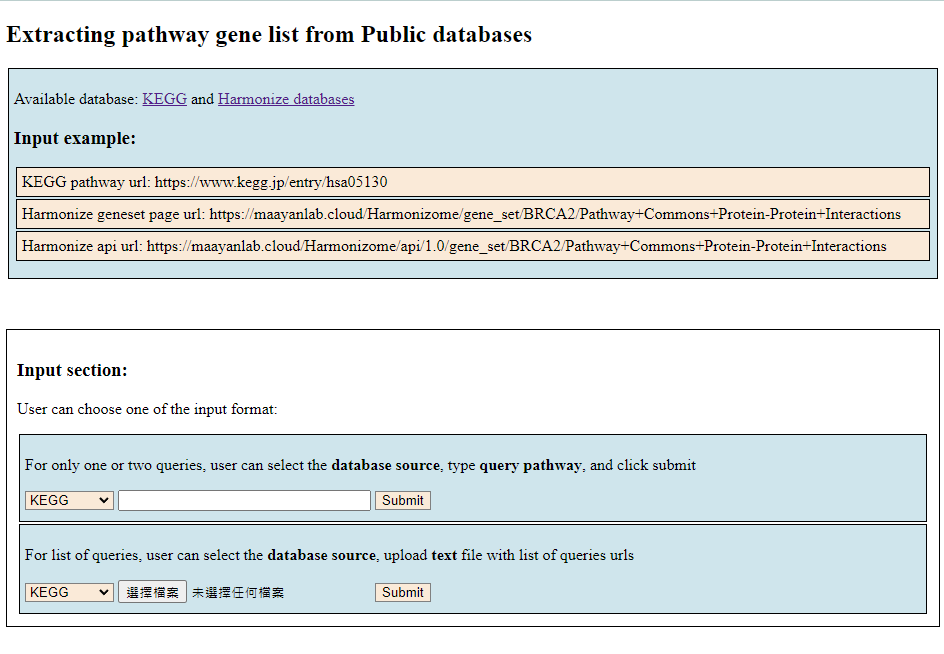 Extracting pathway gene list from Public databases
Available database: KEGG and Harmonize databases
Input example:
KEGG pathway url: https://www.kegg.jp/entry/hsa05130
Harmonize geneset page url: https://maayanlab.cloud/Harmonizome/gene_set/BRCA2/Pathway+Commons+Protein-Protein+Interactions
Harmonize api url: https://maayanlab.cloud/Harmonizome/api/1.0/gene_set/BRCA2/Pathway+Commons+Protein-Protein+Interactions
Input section:
User can choose one of the input format:
For only one or two queries, user can select the database source, type query pathway, and click submit
KEGG Submit
For list of queries, user can select the database source, upload text file with list of queries urls
KEGG 選擇檔案 未選擇任何檔案 Submit